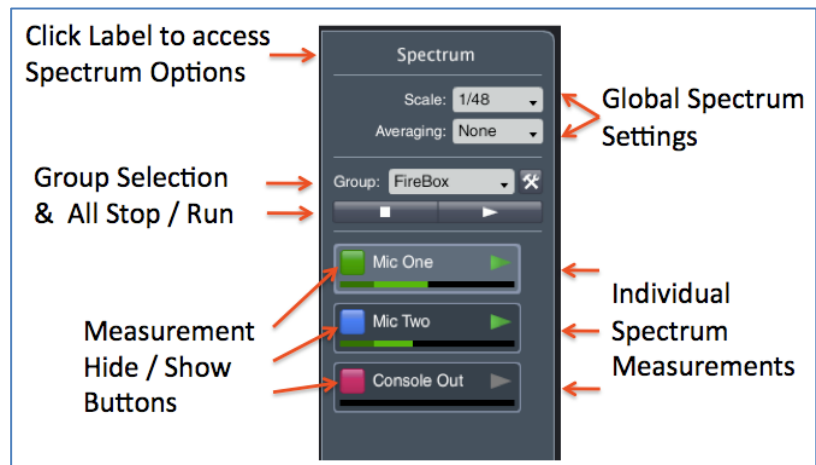 Click Label to access
Spectrum Options
Spectrum
Scale: 1/48
Averaging: None
Global Spectrum
Settings
Group Selection
& All Stop / Run
Group: FireBox
Mic One
Mic Two
Console Out
Measurement
Hide / Show
Buttons
Individual
Spectrum
Measurements